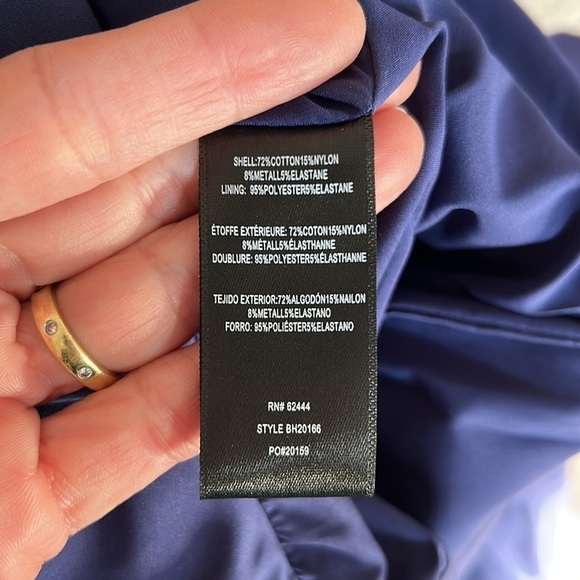 SHELL:72%COTTON15%NYLON
8%METALL5%ELASTANE
LINING: 95%POLYESTER5%ELASTANE
ÉTOFFE EXTÉRIEURE: 72%COTON15%NYLON
8%MÉTALL5%ÉLASTHANNE
DOUBLURE: 95%POLYESTER5%ÉLASTHANNE
TEJIDO EXTERIOR:72%ALGODÓN15%NAILON
8%METALL5%ELASTANO
FORRO: 95%POLIÉSTER5%ELASTANO
RN# 62444
STYLE BH20166
PO#20159